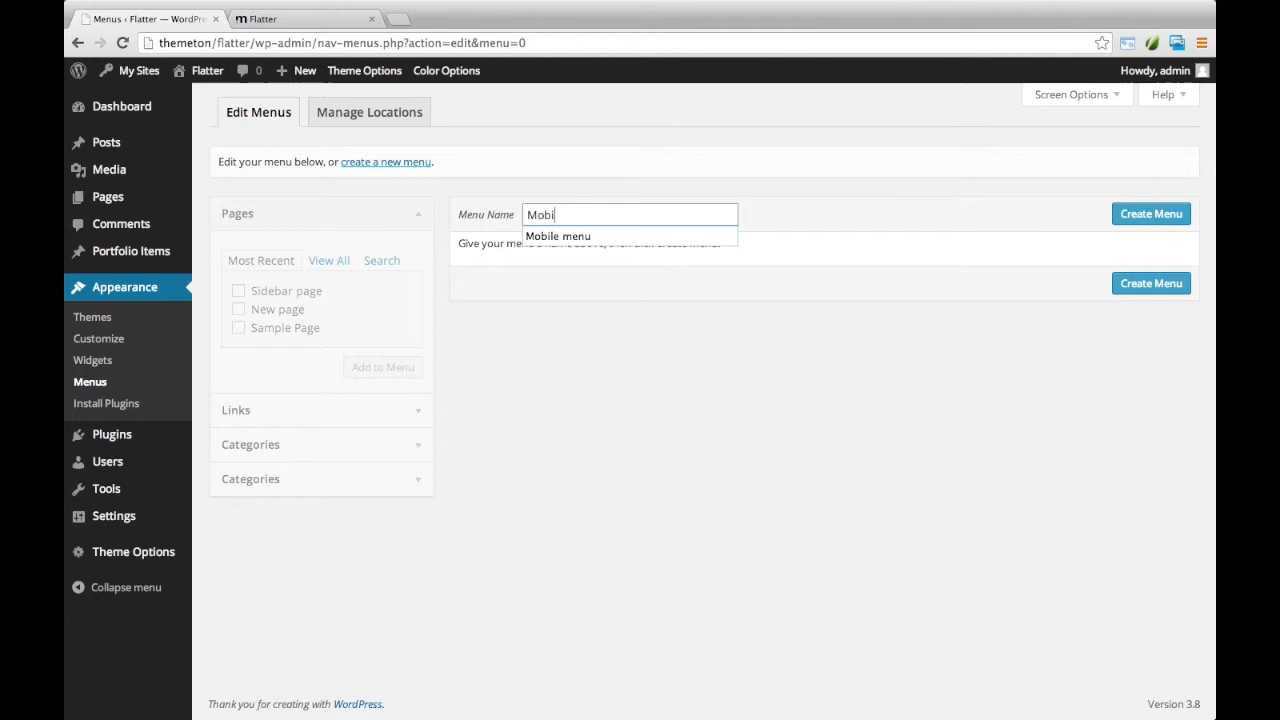 Menus ‹ Flatter — WordPre
Flatter
themeton/flatter/wp-admin/nav-menus.php?action=edit&menu=0
My Sites
Flatter
0
New
Theme Options
Color Options
Howdy, admin
Dashboard
Posts
Media
Pages
Comments
Portfolio Items
Appearance
Themes
Customize
Widgets
Menus
Install Plugins
Plugins
Users
Tools
Settings
Theme Options
Collapse menu
Screen Options
Help
Edit Menus
Manage Locations
Edit your menu below, or create a new menu.
Pages
Most Recent
View All
Search
Sidebar page
New page
Sample Page
Add to Menu
Links
Categories
Categories
Menu Name
Mobi
Create Menu
Mobile menu
Give your menu
Create Menu
Thank you for creating with WordPress.
Version 3.8